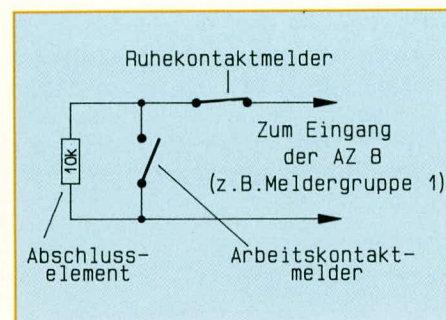 Ruhekontaktmelder
Zum Eingang
der AZ 8
(z.B.Meldergruppe 1)
10k
Abschluss-
element
Arbeitskontakt-
melder